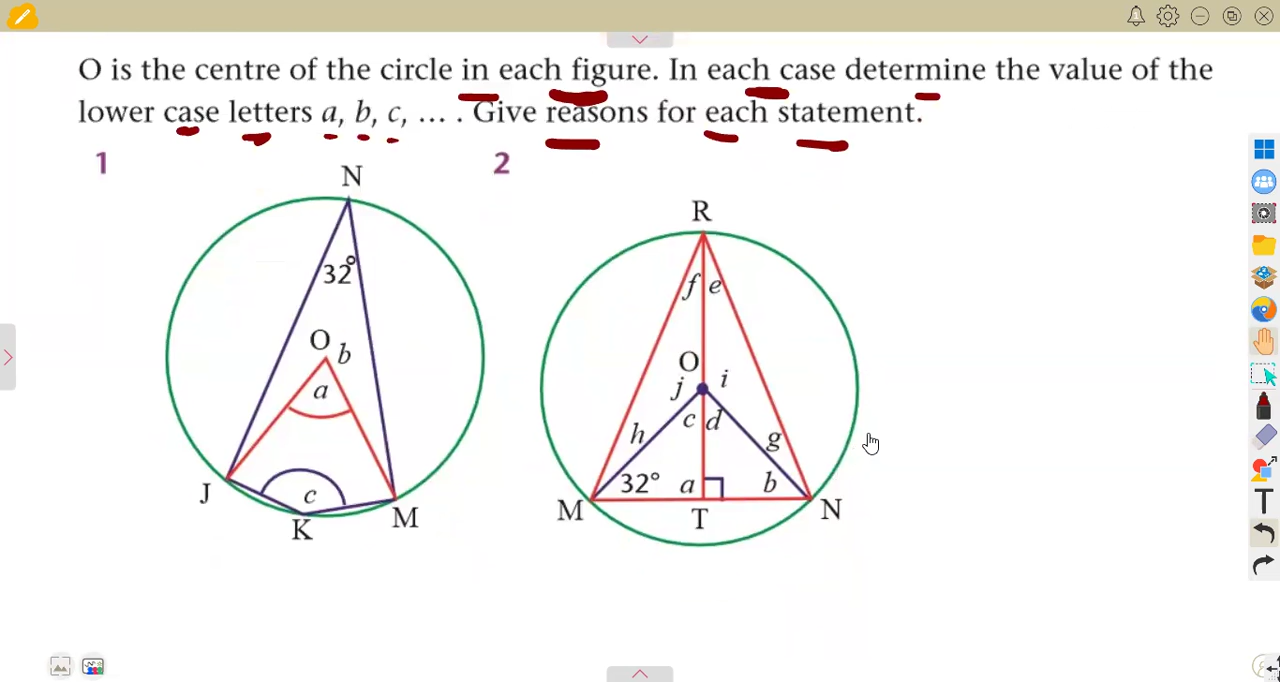 O is the centre of the circle in each figure. In each case determine the value of the
lower case letters a, b, c, … . Give reasons for each statement.
1
2
N
32°
O
b
a
J
c
K
M
R
f
e
O
j
i
c
d
h
g
32°
a
b
M
T
N
T